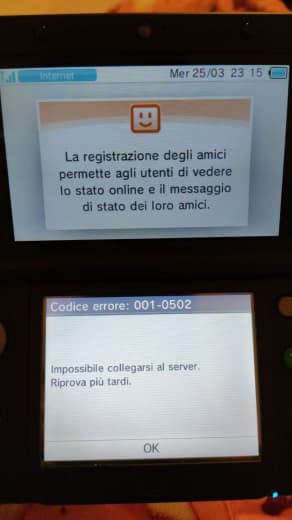 Internet
Mer 25/03 23 15
La registrazione degli amici
permette agli utenti di vedere
lo stato online e il messaggio
di stato dei loro amici.
Codice errore: 001-0502
Impossibile collegarsi al server.
Riprova più tardi.
OK